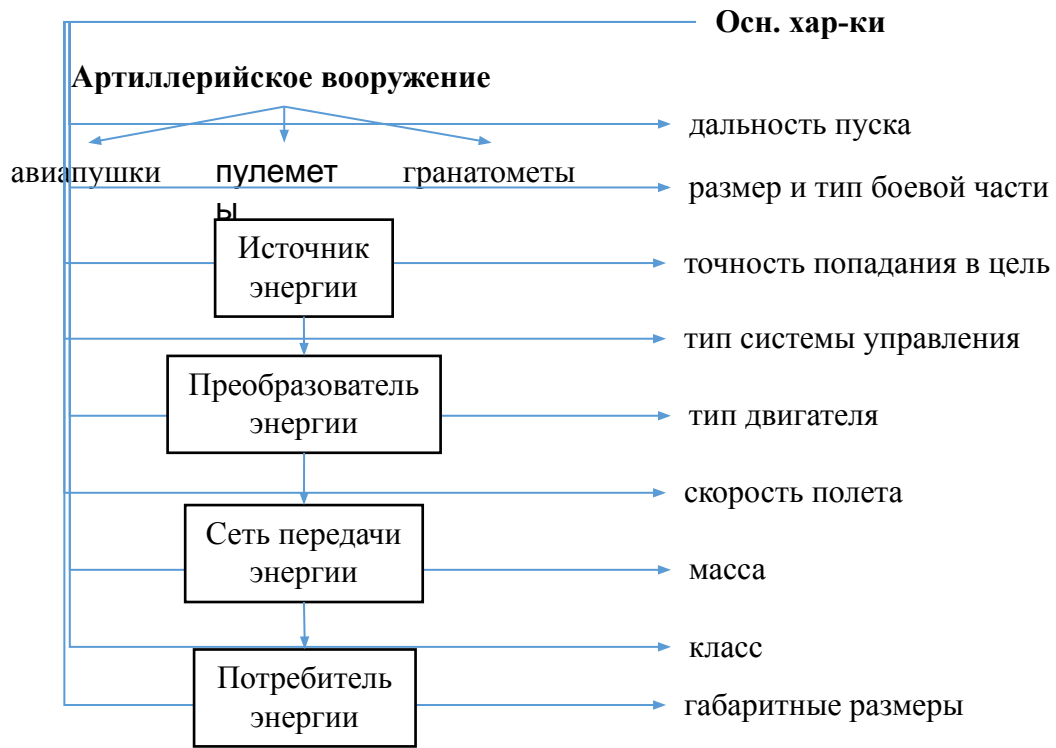 Осн. хар-ки
Артиллерийское вооружение
дальность пуска
авиапушки
пулемет
ы
гранатометы
размер и тип боевой части
Источник
энергии
точность попадания в цель
тип системы управления
Преобразователь
энергии
тип двигателя
скорость полета
Сеть передачи
энергии
масса
класс
Потребитель
энергии
габаритные размеры